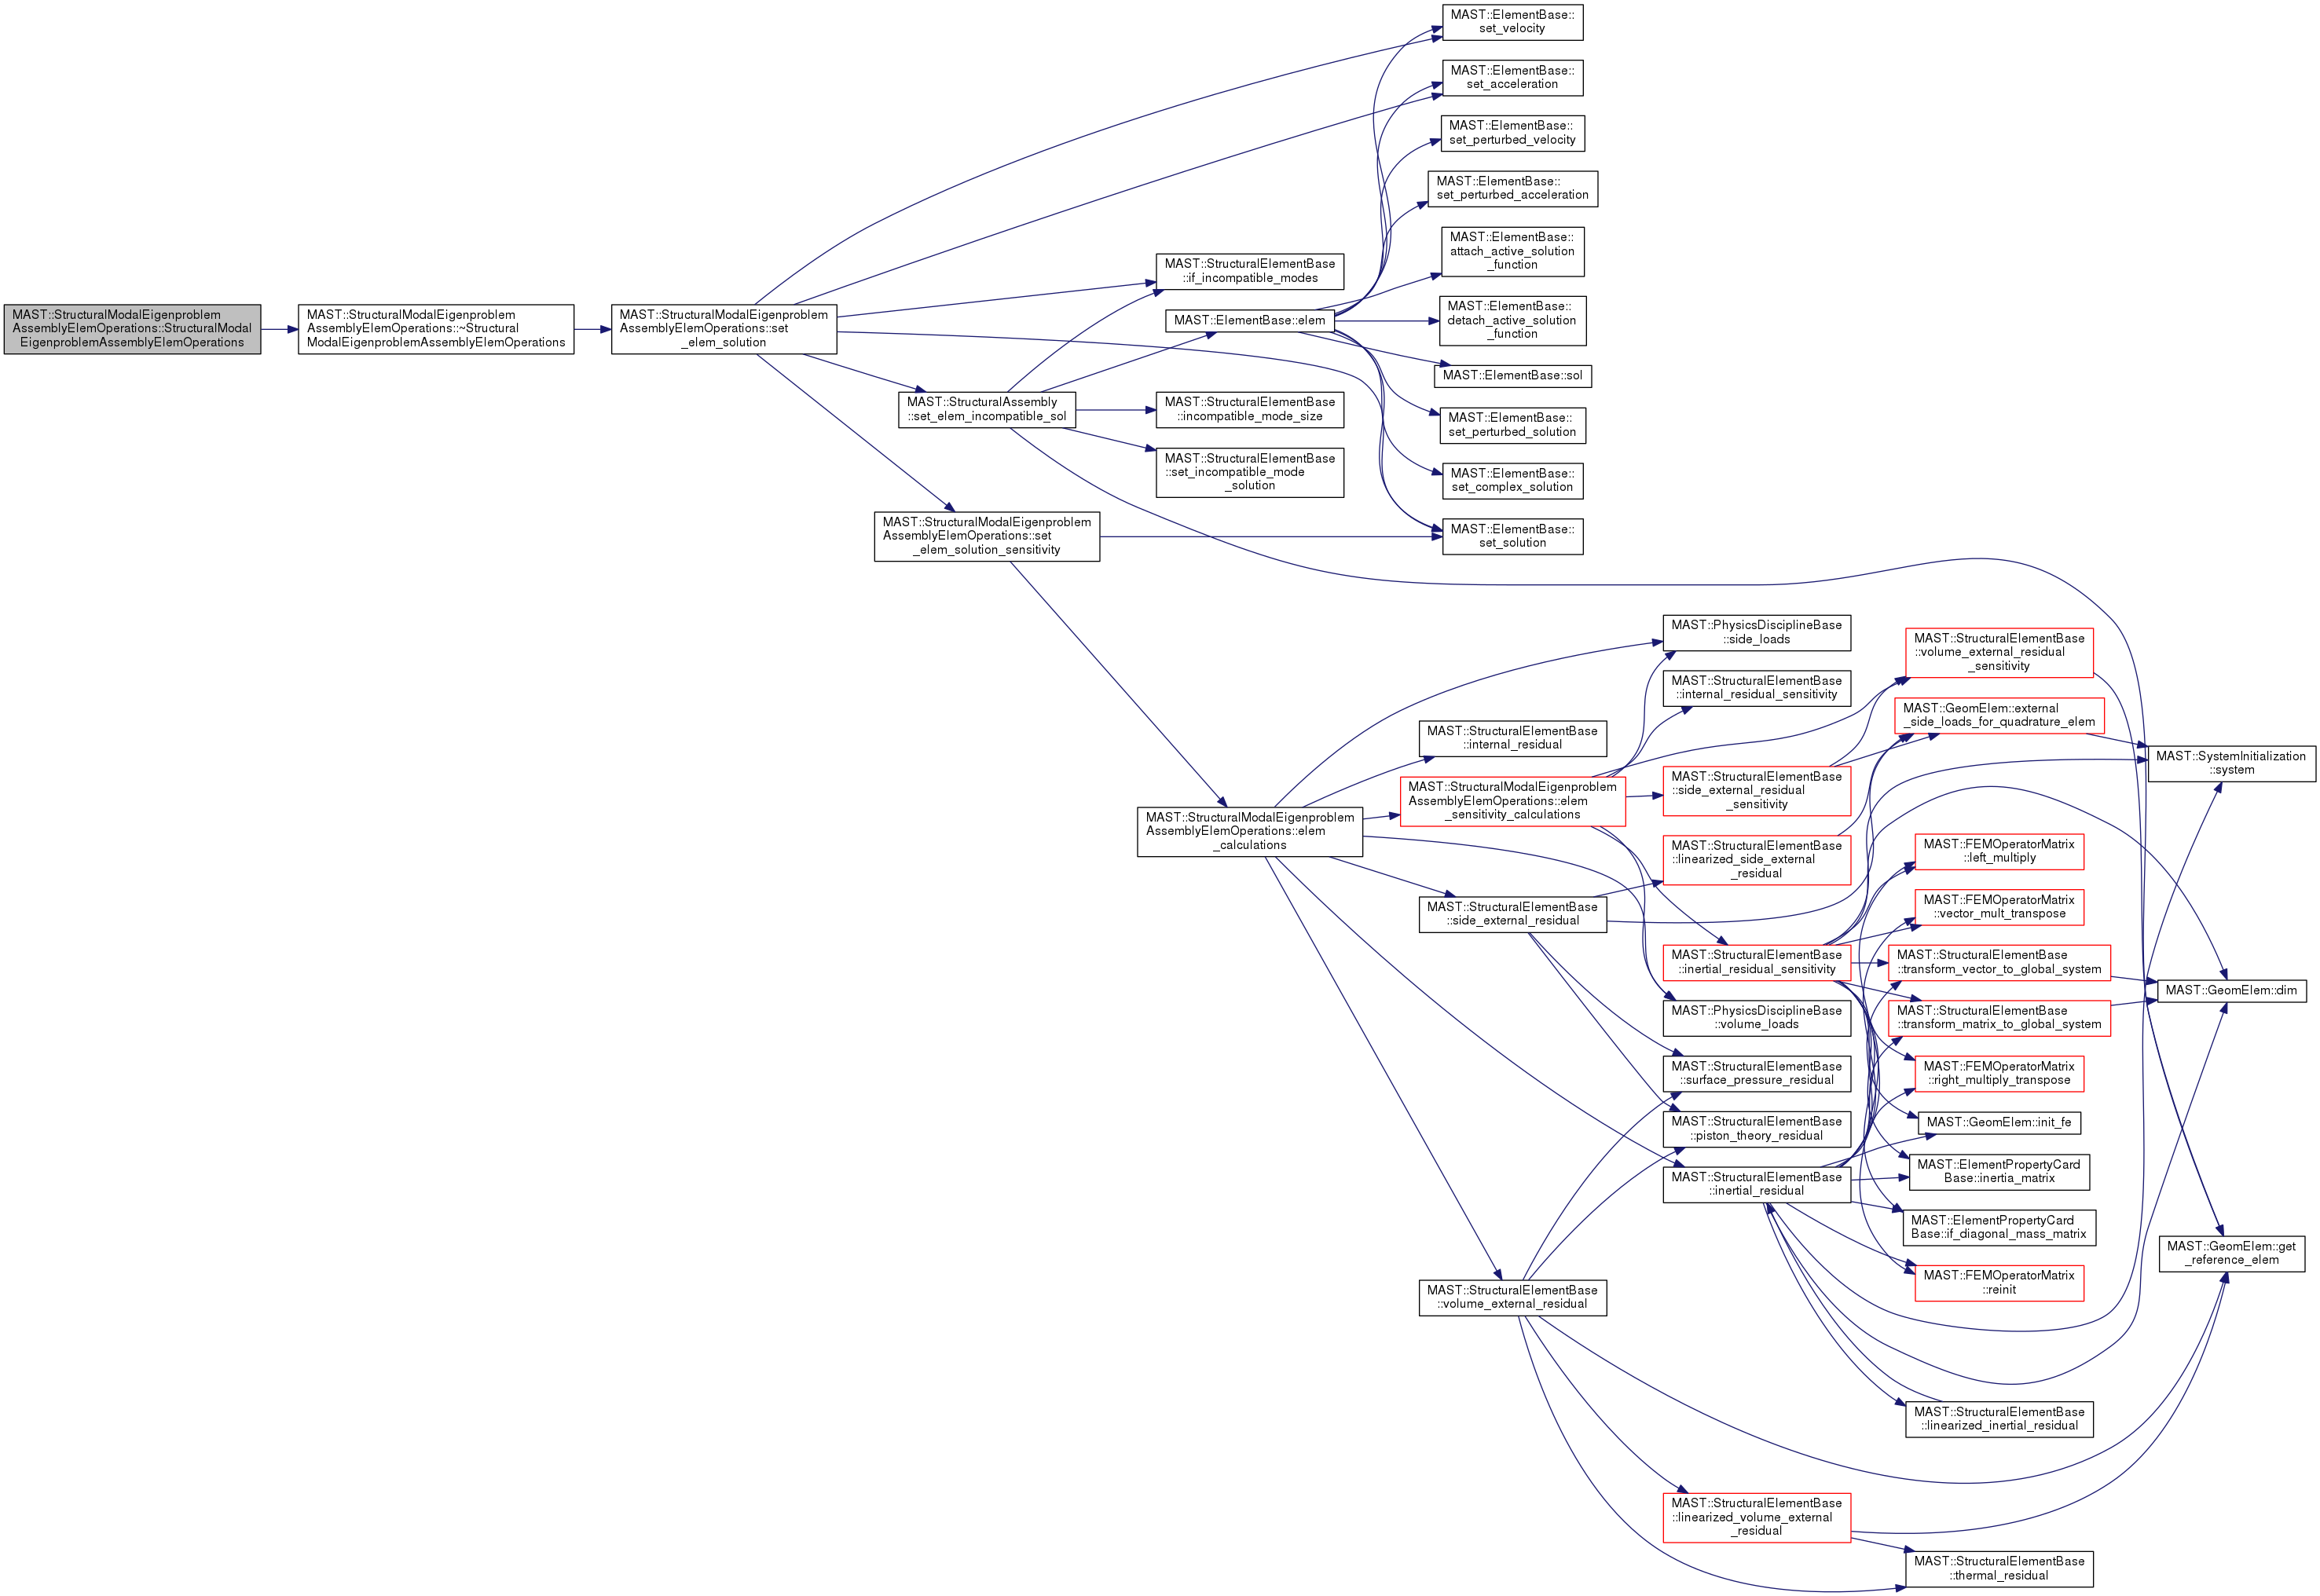 MAST::StructuralModalEigenproblem
AssemblyElemOperations::StructuralModal
EigenproblemAssemblyElemOperations
MAST::StructuralModalEigenproblem
AssemblyElemOperations::~Structural
ModalEigenproblemAssemblyElemOperations
MAST::StructuralModalEigenproblem
AssemblyElemOperations::set
_elem_solution
MAST::StructuralAssembly
::set_elem_incompatible_sol
MAST::StructuralModalEigenproblem
AssemblyElemOperations::set
_elem_solution_sensitivity
MAST::StructuralElementBase
::if_incompatible_modes
MAST::ElementBase::elem
MAST::StructuralElementBase
::incompatible_mode_size
MAST::StructuralElementBase
::set_incompatible_mode
_solution
MAST::StructuralModalEigenproblem
AssemblyElemOperations::elem
_calculations
MAST::ElementBase::
set_velocity
MAST::ElementBase::
set_acceleration
MAST::ElementBase::
set_perturbed_velocity
MAST::ElementBase::
set_perturbed_acceleration
MAST::ElementBase::
attach_active_solution
_function
MAST::ElementBase::
detach_active_solution
_function
MAST::ElementBase::sol
MAST::ElementBase::
set_perturbed_solution
MAST::ElementBase::
set_complex_solution
MAST::ElementBase::
set_solution
MAST::StructuralElementBase
::internal_residual
MAST::StructuralModalEigenproblem
AssemblyElemOperations::elem
_sensitivity_calculations
MAST::StructuralElementBase
::side_external_residual
MAST::StructuralElementBase
::volume_external_residual
MAST::PhysicsDisciplineBase
::side_loads
MAST::StructuralElementBase
::internal_residual_sensitivity
MAST::StructuralElementBase
::side_external_residual
_sensitivity
MAST::StructuralElementBase
::linearized_side_external
_residual
MAST::StructuralElementBase
::inertial_residual_sensitivity
MAST::PhysicsDisciplineBase
::volume_loads
MAST::StructuralElementBase
::surface_pressure_residual
MAST::StructuralElementBase
::piston_theory_residual
MAST::StructuralElementBase
::inertial_residual
MAST::StructuralElementBase
::linearized_volume_external
_residual
MAST::StructuralElementBase
::volume_external_residual
_sensitivity
MAST::GeomElem::external
_side_loads_for_quadrature_elem
MAST::FEMOperatorMatrix
::left_multiply
MAST::FEMOperatorMatrix
::vector_mult_transpose
MAST::StructuralElementBase
::transform_vector_to_global_system
MAST::StructuralElementBase
::transform_matrix_to_global_system
MAST::FEMOperatorMatrix
::right_multiply_transpose
MAST::GeomElem::init_fe
MAST::ElementPropertyCard
Base::inertia_matrix
MAST::ElementPropertyCard
Base::if_diagonal_mass_matrix
MAST::FEMOperatorMatrix
::reinit
MAST::StructuralElementBase
::linearized_inertial_residual
MAST::StructuralElementBase
::thermal_residual
MAST::SystemInitialization
::system
MAST::GeomElem::dim
MAST::GeomElem::get
_reference_elem